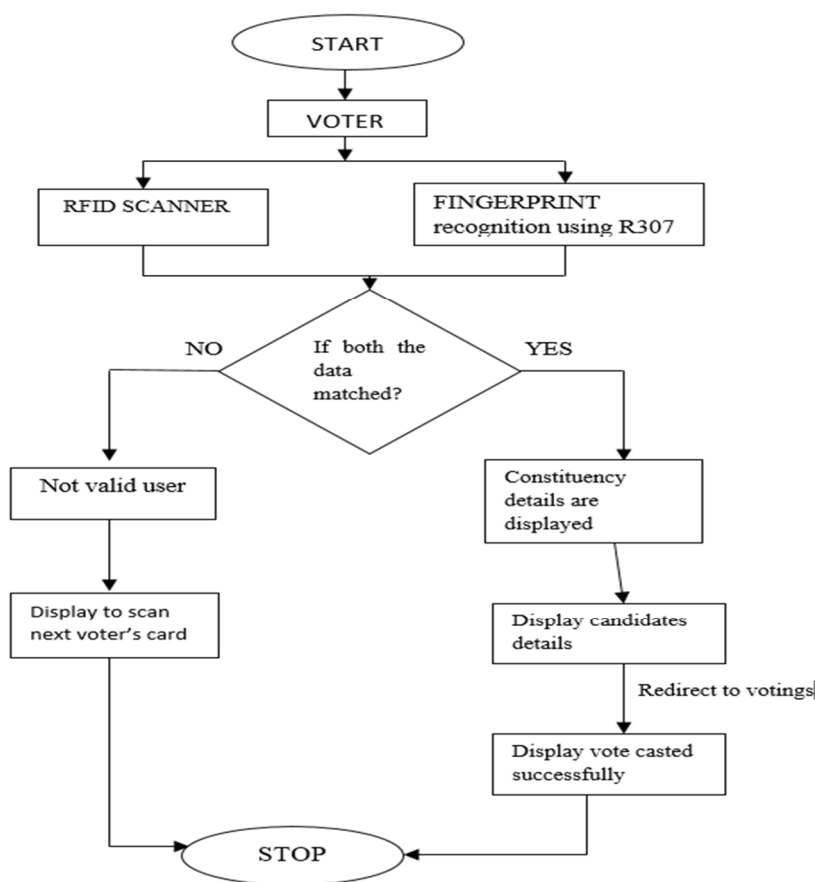 START
VOTER
RFID SCANNER
FINGERPRINT
recognition using R307
NO
If both the
data
matched?
YES
Not valid user
Constituency
details are
displayed
Display to scan
next voter’s card
Display candidates
details
Redirect to votings
Display vote casted
successfully
STOP